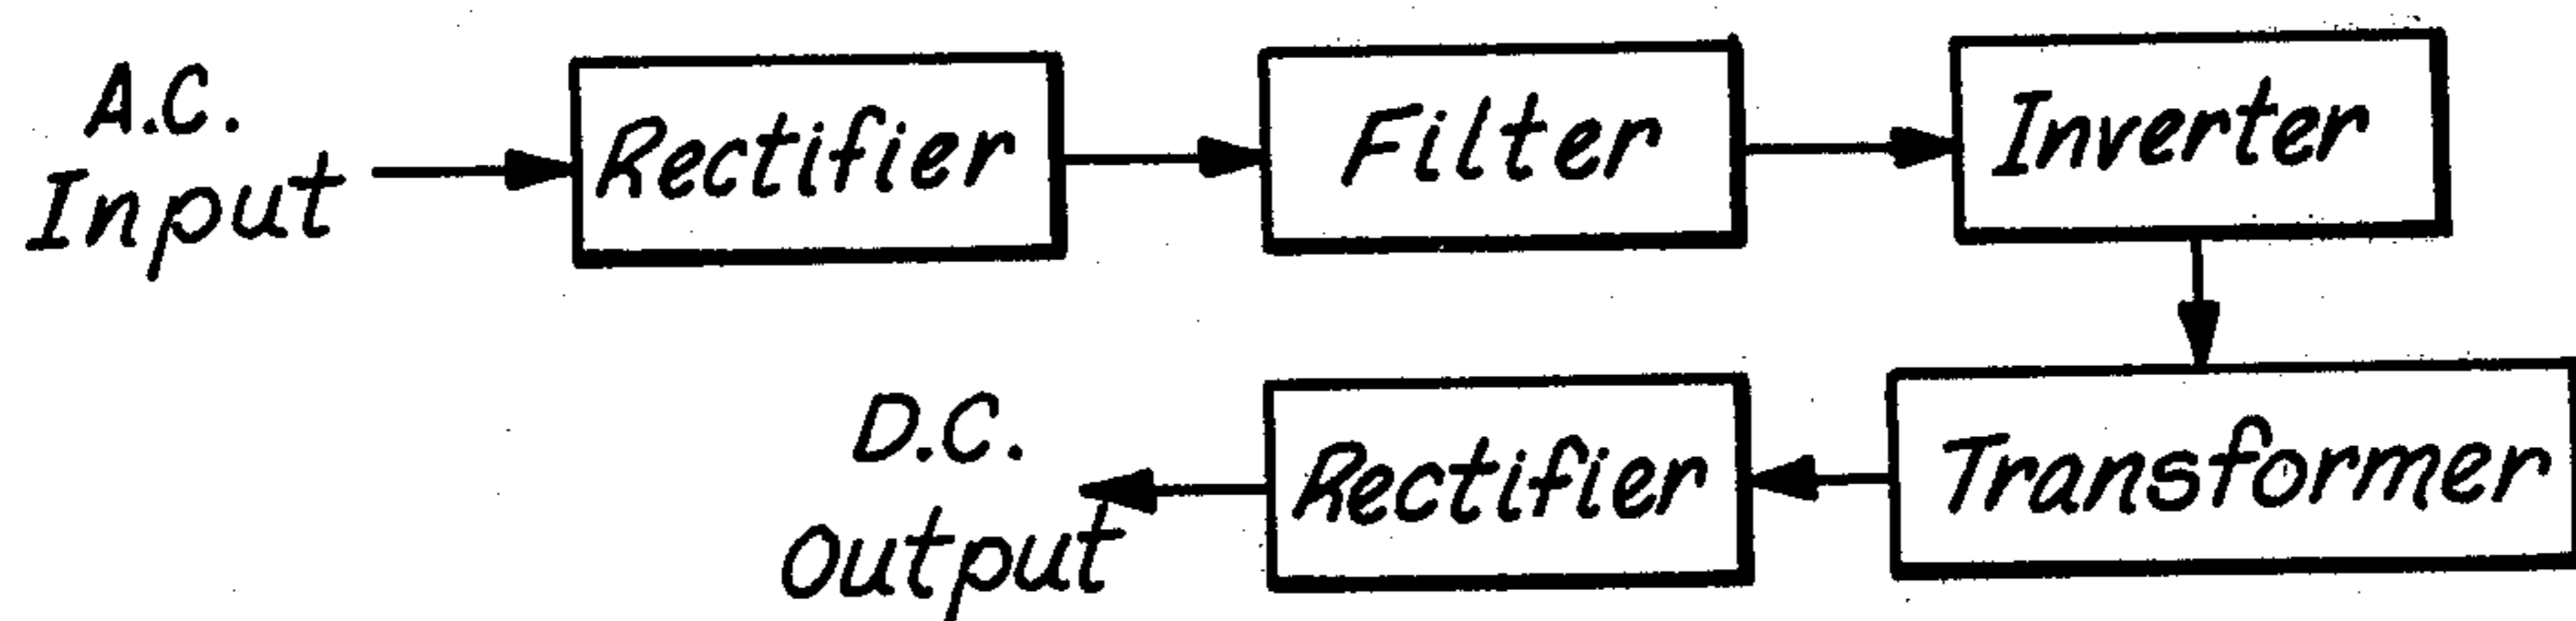 A.C.
Input
Rectifier
Filter
Inverter
D.C.
Output
Rectifier
Transformer